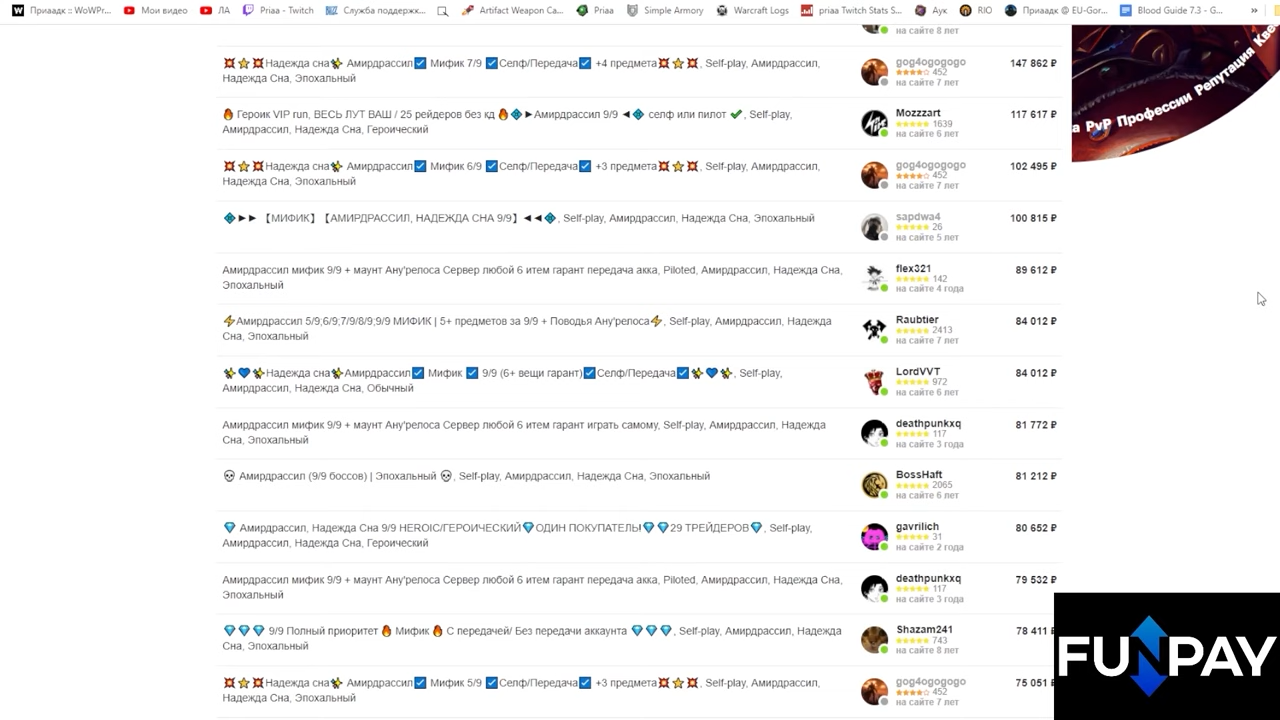 Приаадк :: WoWPr...
Мои видео
ЛА
Priaa - Twitch
Служба поддержк...
Artifact Weapon Ca...
Priaa
Simple Armory
Warcraft Logs
priaa Twitch Stats S...
Аук
RIO
Приаадк @ EU-Gor...
Blood Guide 7.3 - G...
»
на сайте 8 лет
💥⭐💥Надежда сна✨ Амирдрассил☑ Мифик 7/9 ☑Селф/Передача☑ +4 предмета💥⭐💥, Self-play, Амирдрассил,
Надежда Сна, Эпохальный
gog4ogogogo
452
на сайте 7 лет
147 862 ₽
🔥 Героик VIP run, ВЕСЬ ЛУТ ВАШ / 25 рейдеров без кд 🔥💠►Амирдрассил 9/9 ◄💠 селф или пилот ✔, Self-play,
Амирдрассил, Надежда Сна, Героический
Mozzzart
1639
на сайте 6 лет
117 617 ₽
💥⭐💥Надежда сна✨ Амирдрассил☑ Мифик 6/9 ☑Селф/Передача☑ +3 предмета💥⭐💥, Self-play, Амирдрассил,
Надежда Сна, Эпохальный
gog4ogogogo
452
на сайте 7 лет
102 495 ₽
💠►► 【МИФИК】【АМИРДРАССИЛ, НАДЕЖДА СНА 9/9】◄◄💠, Self-play, Амирдрассил, Надежда Сна, Эпохальный
sapdwa4
26
на сайте 5 лет
100 815 ₽
Амирдрассил мифик 9/9 + маунт Ану'релоса Сервер любой 6 итем гарант передача акка, Piloted, Амирдрассил, Надежда Сна,
Эпохальный
flex321
142
на сайте 4 года
89 612 ₽
⚡Амирдрассил 5/9;6/9;7/9/8/9;9/9 МИФИК | 5+ предметов за 9/9 + Поводья Ану'релоса⚡, Self-play, Амирдрассил, Надежда
Сна, Эпохальный
Raubtier
2413
на сайте 7 лет
84 012 ₽
✨💙✨Надежда сна✨Амирдрассил☑ Мифик ☑ 9/9 (6+ вещи гарант)☑Селф/Передача☑✨💙✨, Self-play,
Амирдрассил, Надежда Сна, Обычный
LordVVT
972
на сайте 6 лет
84 012 ₽
Амирдрассил мифик 9/9 + маунт Ану'релоса Сервер любой 6 итем гарант играть самому, Self-play, Амирдрассил, Надежда
Сна, Эпохальный
deathpunkxq
117
на сайте 3 года
81 772 ₽
💀 Амирдрассил (9/9 боссов) | Эпохальный 💀, Self-play, Амирдрассил, Надежда Сна, Эпохальный
BossHaft
2065
на сайте 6 лет
81 212 ₽
💎 Амирдрассил, Надежда Сна 9/9 HEROIC/ГЕРОИЧЕСКИЙ💎ОДИН ПОКУПАТЕЛЬ!💎 💎29 ТРЕЙДЕРОВ💎, Self-play,
Амирдрассил, Надежда Сна, Героический
gavrilich
31
на сайте 2 года
80 652 ₽
Амирдрассил мифик 9/9 + маунт Ану'релоса Сервер любой 6 итем гарант передача акка, Piloted, Амирдрассил, Надежда Сна,
Эпохальный
deathpunkxq
117
на сайте 3 года
79 532 ₽
💎💎💎 9/9 Полный приоритет 🔥 Мифик 🔥 С передачей/ Без передачи аккаунта 💎💎💎, Self-play, Амирдрассил, Надежда
Сна, Эпохальный
Shazam241
743
на сайте 8 лет
78 411 ₽
💥⭐💥Надежда сна✨ Амирдрассил☑ Мифик 5/9 ☑Селф/Передача☑ +3 предмета💥⭐💥, Self-play, Амирдрассил,
Надежда Сна, Эпохальный
gog4ogogogo
452
на сайте 7 лет
75 051 ₽
а PvP Профессии Репутация Кве
FUNPAY